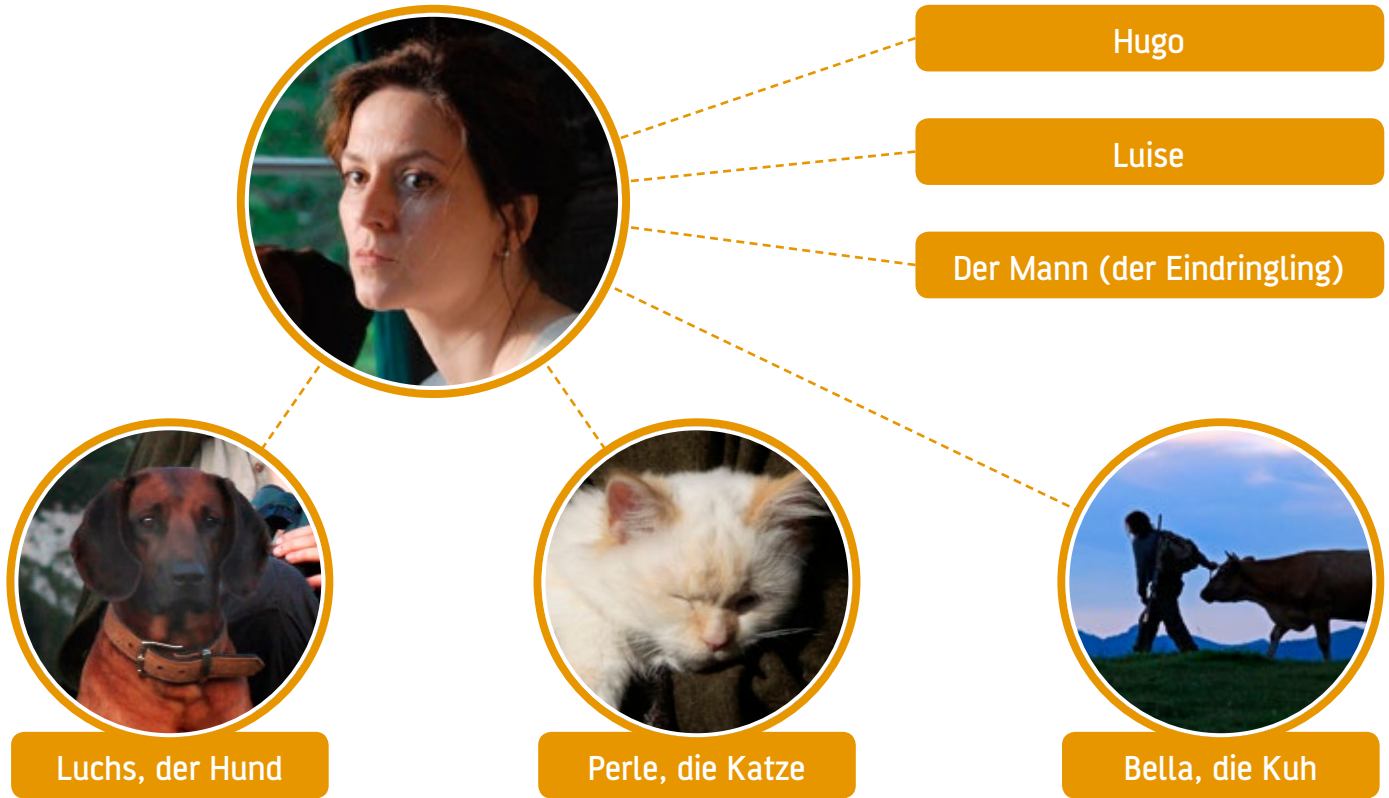 Hugo
Luise
Der Mann (der Eindringling)
Luchs, der Hund
Perle, die Katze
Bella, die Kuh